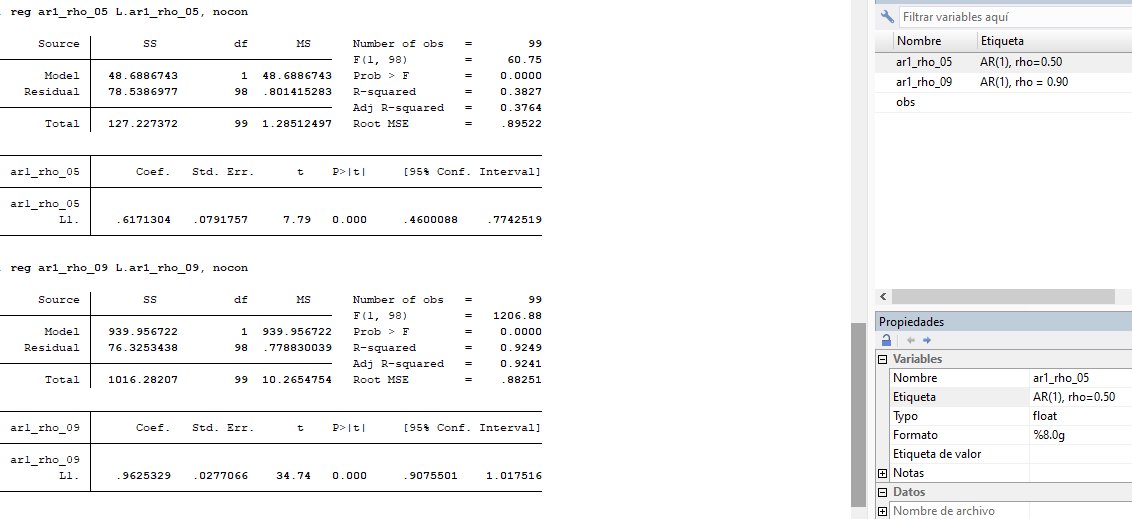 reg ar1_rho_05 L.ar1_rho_05, nocon
Source SS df MS Number of obs = 99
F(1, 98) = 60.75
Model 48.6886743 1 48.6886743 Prob > F = 0.0000
Residual 78.5386977 98 .801415283 R-squared = 0.3827
Adj R-squared = 0.3764
Total 127.227372 99 1.28512497 Root MSE = .89522
ar1_rho_05 Coef. Std. Err. t P>|t| [95% Conf. Interval]
ar1_rho_05
L1. .6171304 .0791757 7.79 0.000 .4600088 .7742519
reg ar1_rho_09 L.ar1_rho_09, nocon
Source SS df MS Number of obs = 99
F(1, 98) = 1206.88
Model 939.956722 1 939.956722 Prob > F = 0.0000
Residual 76.3253438 98 .778830039 R-squared = 0.9249
Adj R-squared = 0.9241
Total 1016.28207 99 10.2654754 Root MSE = .88251
ar1_rho_09 Coef. Std. Err. t P>|t| [95% Conf. Interval]
ar1_rho_09
L1. .9625329 .0277066 34.74 0.000 .9075501 1.017516
Filtrar variables aquí
Nombre Etiqueta
ar1_rho_05 AR(1), rho=0.50
ar1_rho_09 AR(1), rho = 0.90
obs
Propiedades
Variables
Nombre ar1_rho_05
Etiqueta AR(1), rho=0.50
Typo float
Formato %8.0g
Etiqueta de valor
Notas
Datos
Nombre de archivo